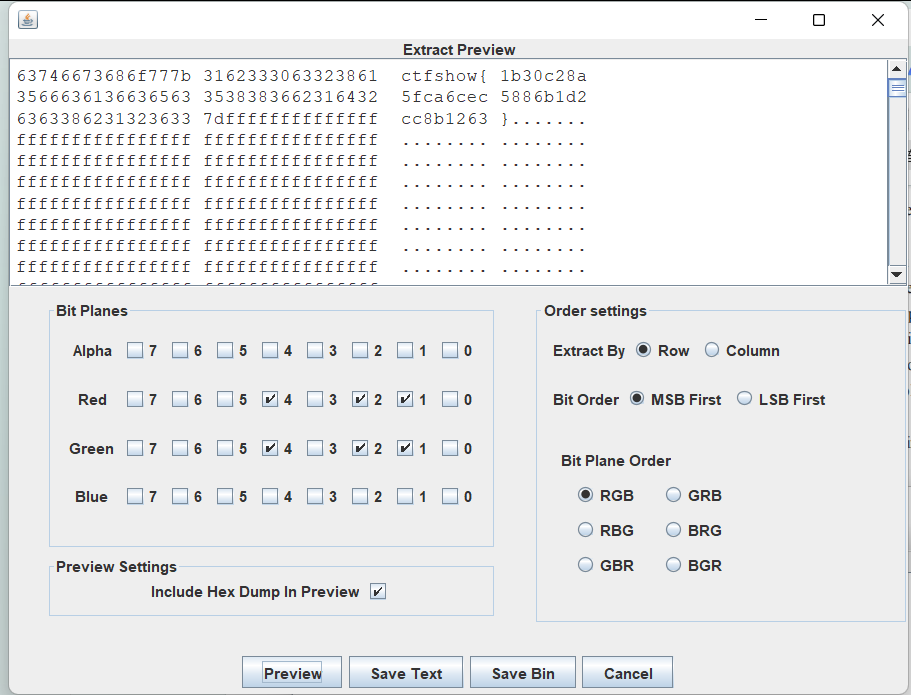 Extract Preview
63746673686f777b 3162333063323861 ctfshow{ 1b30c28a
3566636136636563 3538383662316432 5fca6cec 5886b1d2
6363386231323633 7dffffffffffffff cc8b1263 }.......
ffffffffffffffff ffffffffffffffff ........ ........
ffffffffffffffff ffffffffffffffff ........ ........
ffffffffffffffff ffffffffffffffff ........ ........
ffffffffffffffff ffffffffffffffff ........ ........
ffffffffffffffff ffffffffffffffff ........ ........
ffffffffffffffff ffffffffffffffff ........ ........
ffffffffffffffff ffffffffffffffff ........ ........
Bit Planes
Alpha 7 6 5 4 3 2 1 0
Red 7 6 5 4 3 2 1 0
Green 7 6 5 4 3 2 1 0
Blue 7 6 5 4 3 2 1 0
Preview Settings
Include Hex Dump In Preview
Order settings
Extract By Row Column
Bit Order MSB First LSB First
Bit Plane Order
RGB GRB
RBG BRG
GBR BGR
Preview Save Text Save Bin Cancel